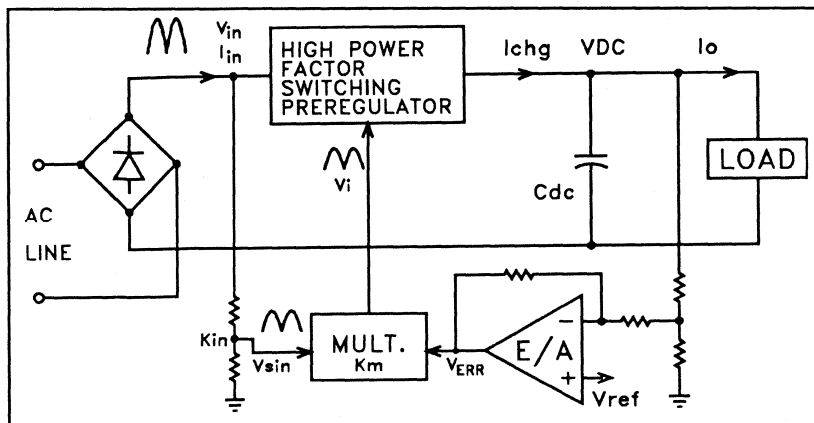 Vin
Iin
HIGH POWER
FACTOR
SWITCHING
PREREGULATOR
Ichg
VDC
Io
LOAD
Cdc
Vi
AC
LINE
Kin
Vsin
MULT.
Km
VERR
E/A
−
+
Vref